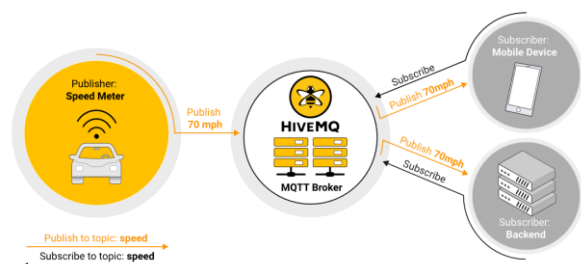 Publisher:
Speed Meter
Publish
70 mph
HIVEMQ
MQTT Broker
Subscribe
Publish 70mph
Subscriber:
Mobile Device
Publish 70mph
Subscribe
Subscriber:
Backend
Publish to topic: speed
Subscribe to topic: speed